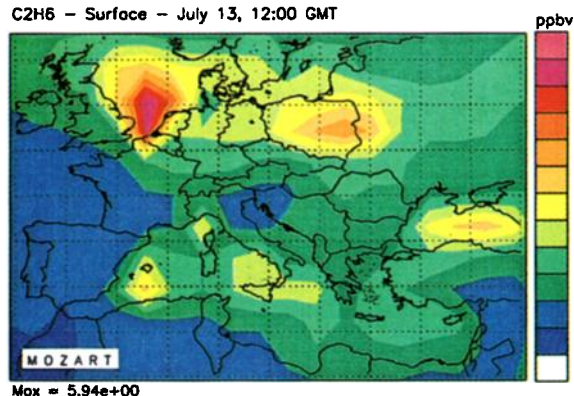 C2H6 – Surface – July 13, 12:00 GMT
ppbv
MOZART
Max = 5.94e+00